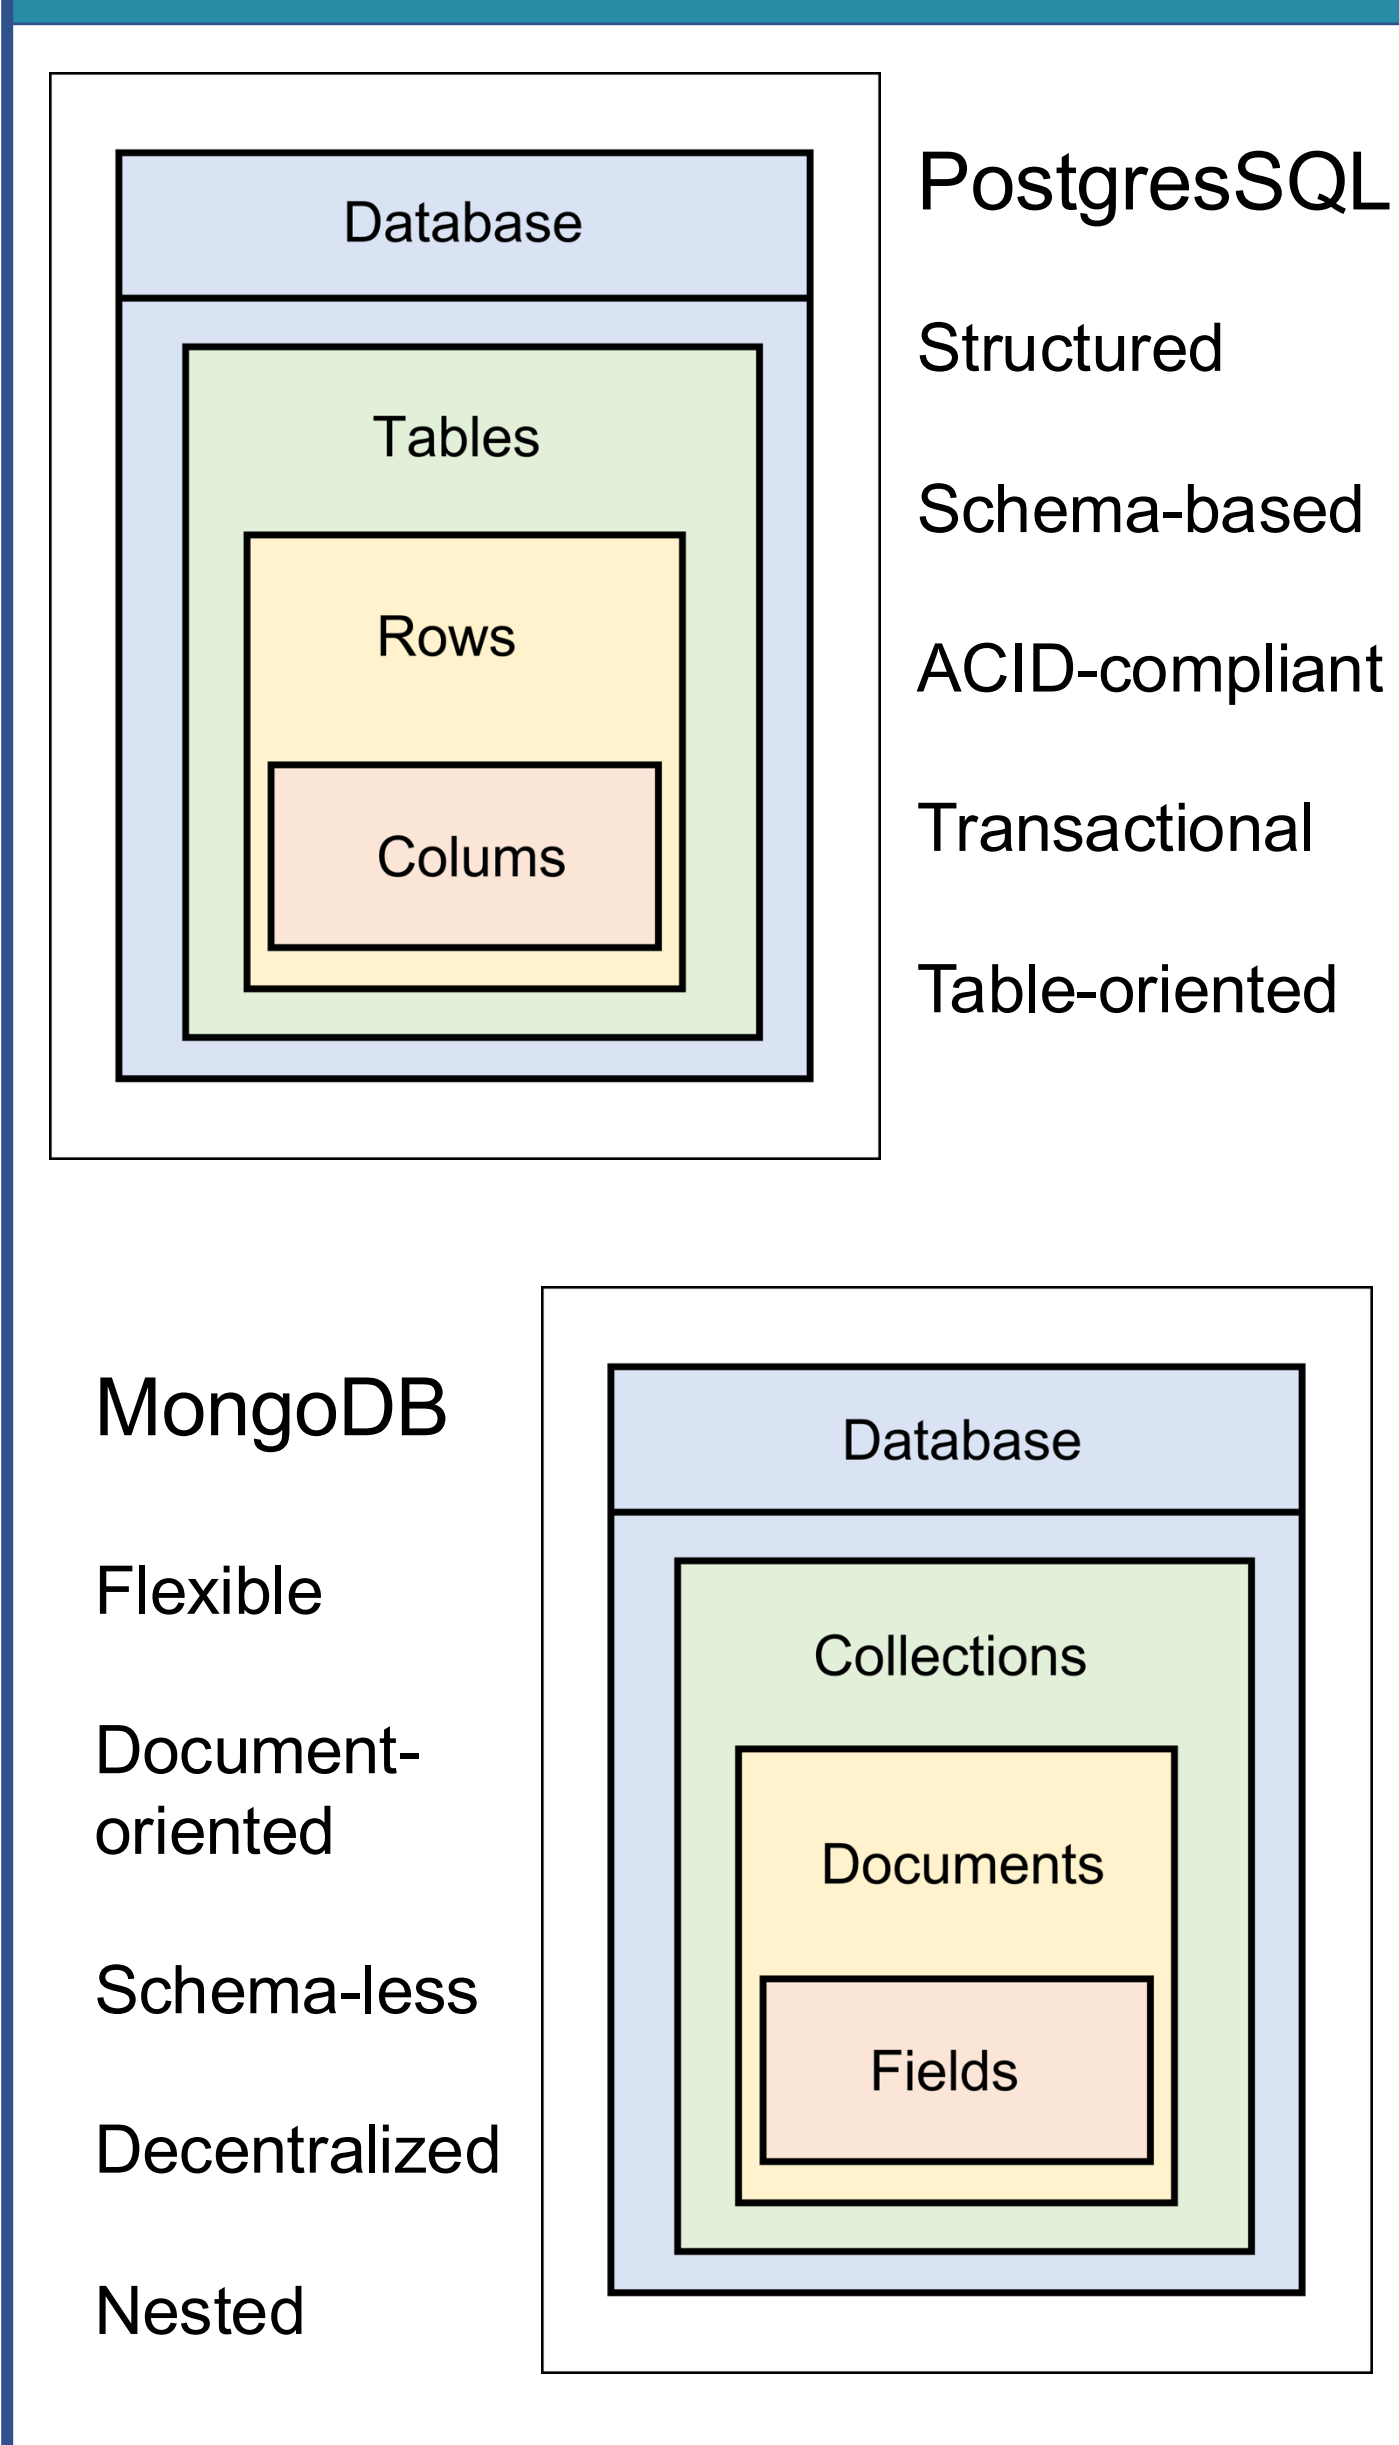 Database
Tables
Rows
Colums
PostgresSQL
Structured
Schema-based
ACID-compliant
Transactional
Table-oriented
MongoDB
Flexible
Document-
oriented
Schema-less
Decentralized
Nested
Database
Collections
Documents
Fields